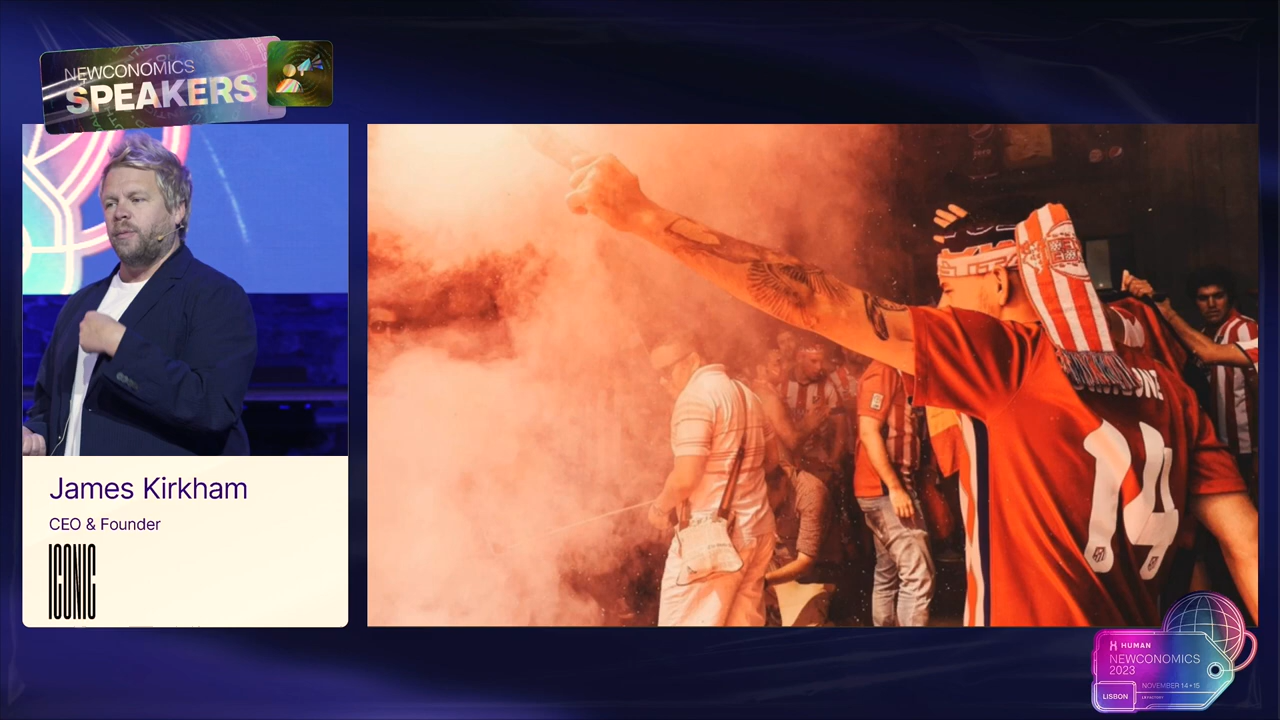 NEWCONOMICS
SPEAKERS
James Kirkham
CEO & Founder
ICONIC
14
HUMAN
NEWCONOMICS
2023
NOVEMBER 14+15
LISBON